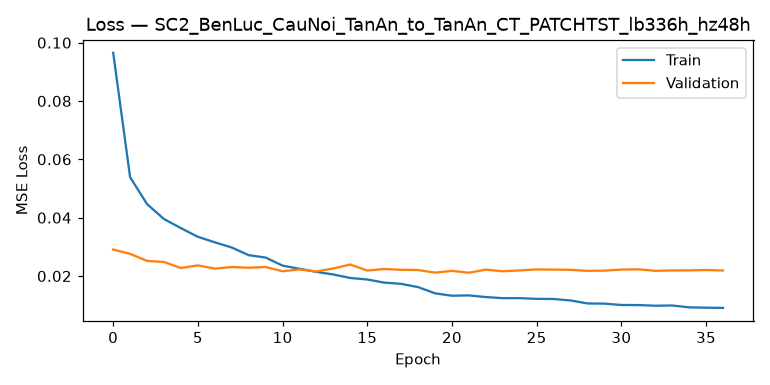 Loss — SC2_BenLuc_CauNoi_TanAn_to_TanAn_CT_PATCHTST_lb336h_hz48h
Train
Validation
0.10
0.08
0.06
0.04
0.02
MSE Loss
0 5 10 15 20 25 30 35
Epoch